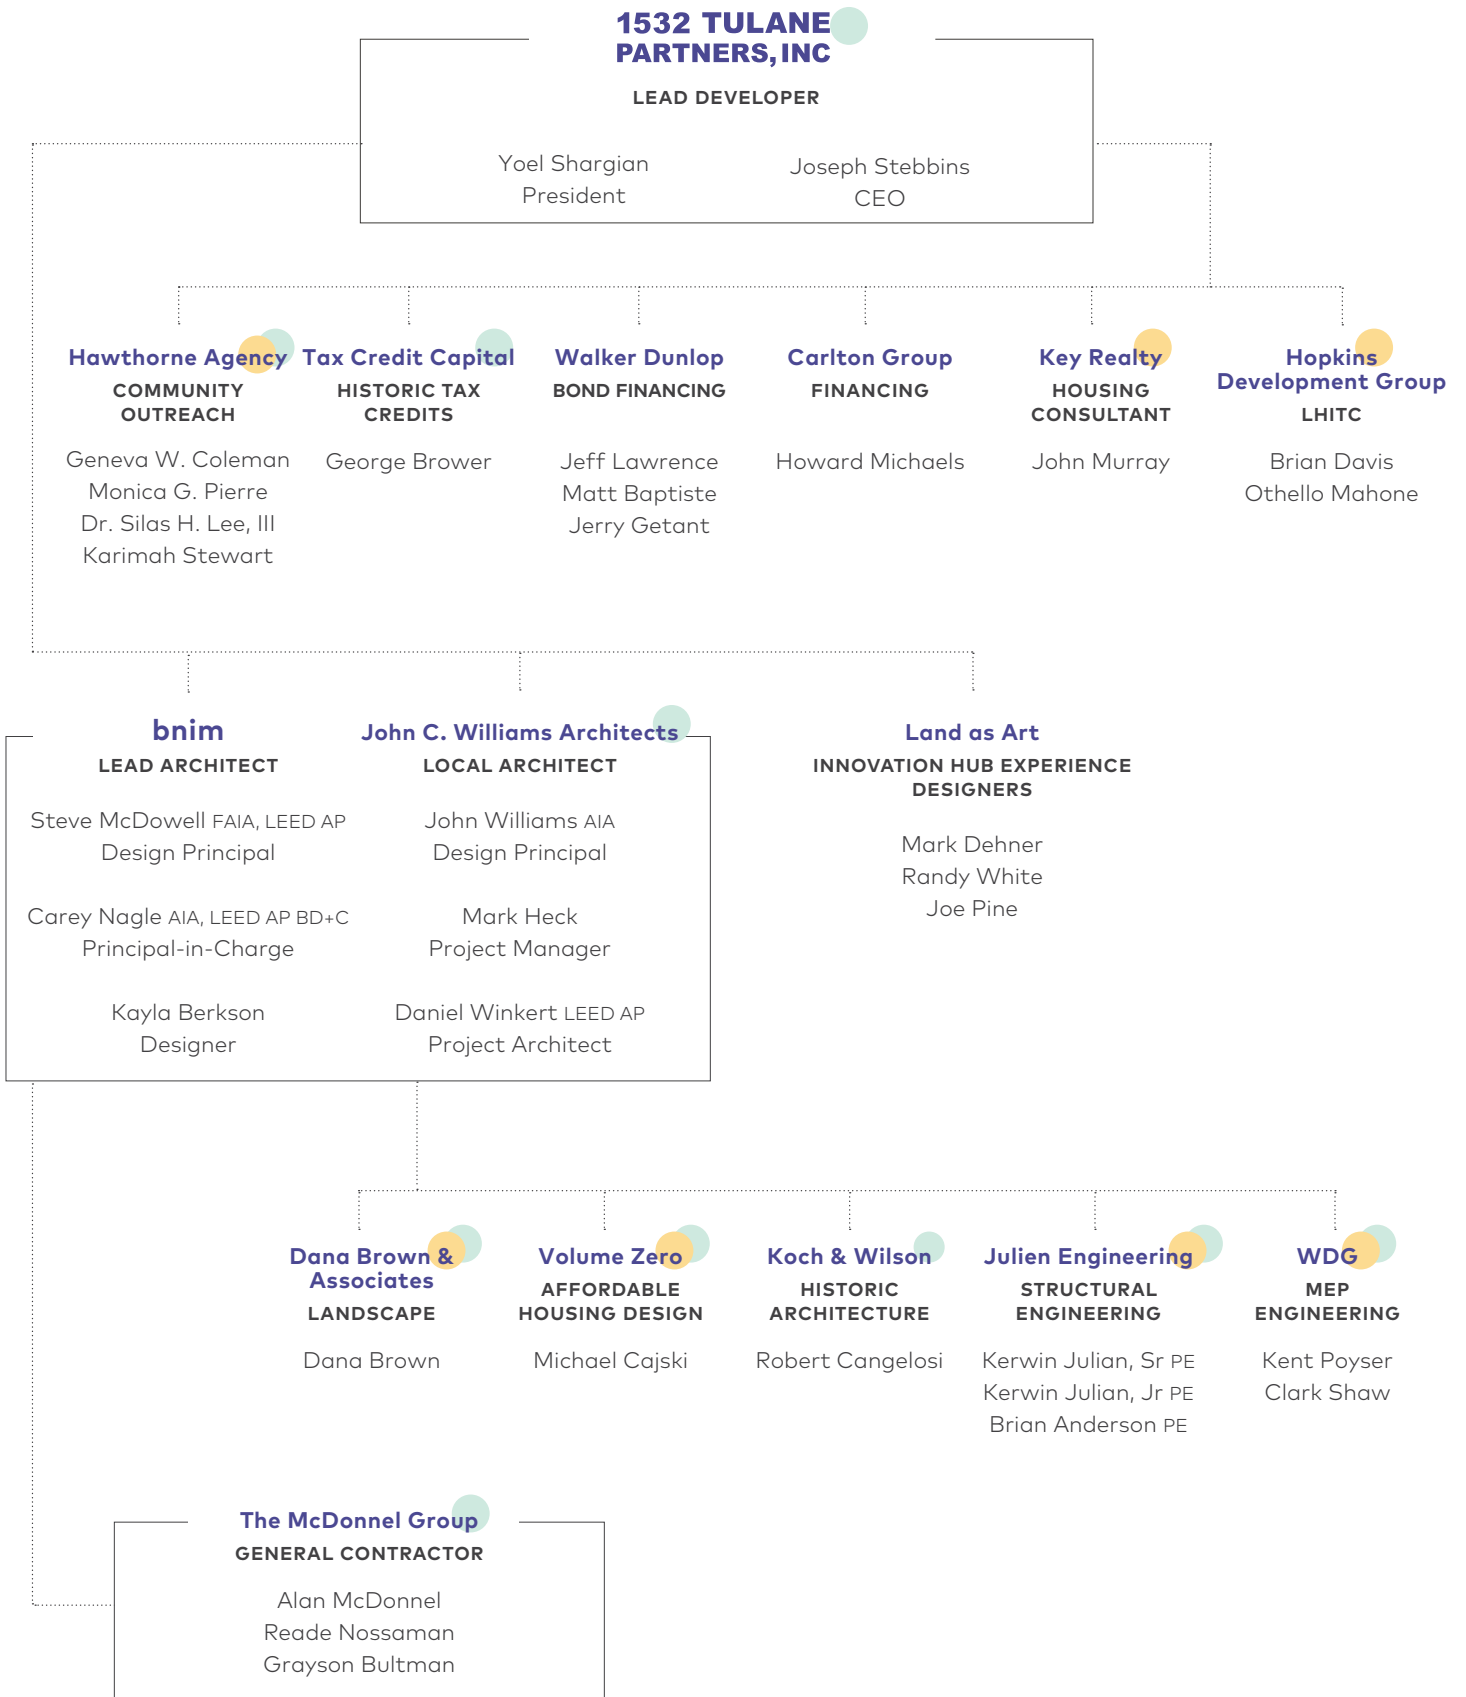 1532 TULANE
PARTNERS, INC
LEAD DEVELOPER
Yoel Shargian
President
Joseph Stebbins
CEO
Hawthorne Agency
COMMUNITY
OUTREACH
Geneva W. Coleman
Monica G. Pierre
Dr. Silas H. Lee, III
Karimah Stewart
Tax Credit Capital
HISTORIC TAX
CREDITS
George Brower
Walker Dunlop
BOND FINANCING
Jeff Lawrence
Matt Baptiste
Jerry Getant
Carlton Group
FINANCING
Howard Michaels
Key Realty
HOUSING
CONSULTANT
John Murray
Hopkins
Development Group
LHITC
Brian Davis
Othello Mahone
bnim
LEAD ARCHITECT
Steve McDowell FAIA, LEED AP
Design Principal
Carey Nagle AIA, LEED AP BD+C
Principal-in-Charge
Kayla Berkson
Designer
John C. Williams Architects
LOCAL ARCHITECT
John Williams AIA
Design Principal
Mark Heck
Project Manager
Daniel Winkert LEED AP
Project Architect
Land as Art
INNOVATION HUB EXPERIENCE
DESIGNERS
Mark Dehner
Randy White
Joe Pine
Dana Brown &
Associates
LANDSCAPE
Dana Brown
Volume Zero
AFFORDABLE
HOUSING DESIGN
Michael Cajski
Koch & Wilson
HISTORIC
ARCHITECTURE
Robert Cangelosi
Julien Engineering
STRUCTURAL
ENGINEERING
Kerwin Julian, Sr PE
Kerwin Julian, Jr PE
Brian Anderson PE
WDG
MEP
ENGINEERING
Kent Poyser
Clark Shaw
The McDonnel Group
GENERAL CONTRACTOR
Alan McDonnel
Reade Nossaman
Grayson Bultman